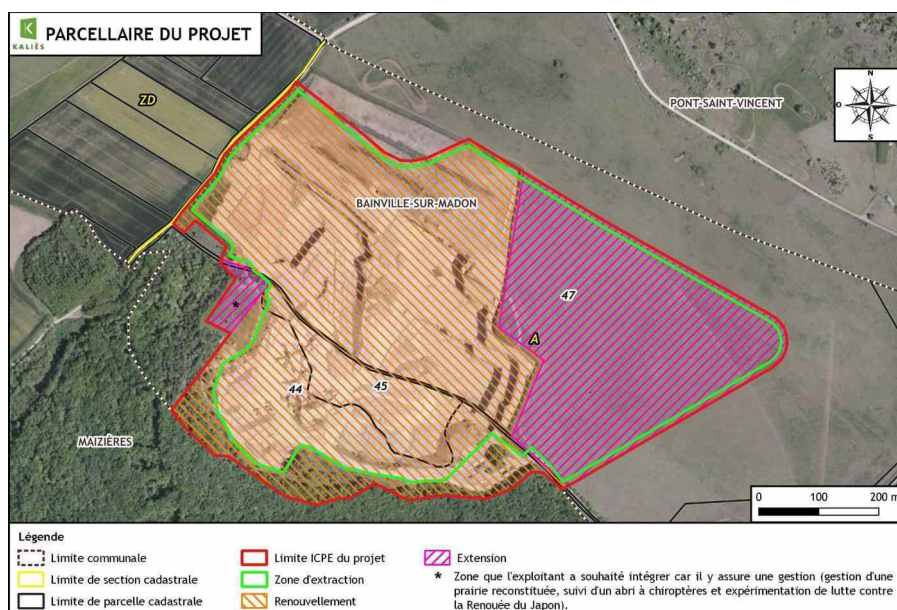 KALIÈS
PARCELLAIRE DU PROJET
ZD
PONT-SAINT-VINCENT
N
O
E
S
BAINVILLE-SUR-MADON
47
*
A
44
45
MAIZIÈRES
0 100 200 m
Légende
Limite communale
Limite de section cadastrale
Limite de parcelle cadastrale
Limite ICPE du projet
Zone d'extraction
Renouvellement
Extension
* Zone que l'exploitant a souhaité intégrer car il y assure une gestion (gestion d'une
prairie reconstituée, suivi d'un abri à chiroptères et expérimentation de lutte contre
la Renouée du Japon).